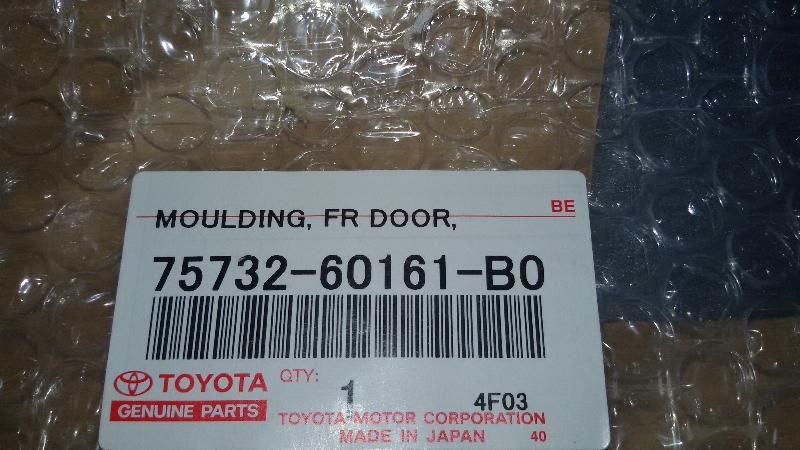 BE
MOULDING, FR DOOR,
75732-60161-B0
TOYOTA QTY: 1 4F03
GENUINE PARTS TOYOTA MOTOR CORPORATION
MADE IN JAPAN 40